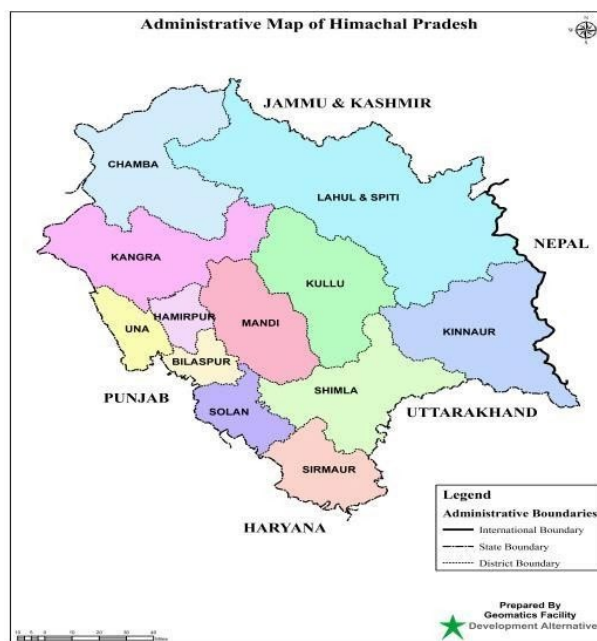 Administrative Map of Himachal Pradesh
N
JAMMU & KASHMIR
CHAMBA
LAHUL & SPITI
NEPAL
KANGRA
KULLU
HAMIRPUR
UNA
MANDI
KINNAUR
BILASPUR
PUNJAB
SHIMLA
UTTARAKHAND
SOLAN
SIRMAUR
HARYANA
Legend
Administrative Boundaries
International Boundary
State Boundary
District Boundary
Prepared By
Geomatics Facility
Development Alternative